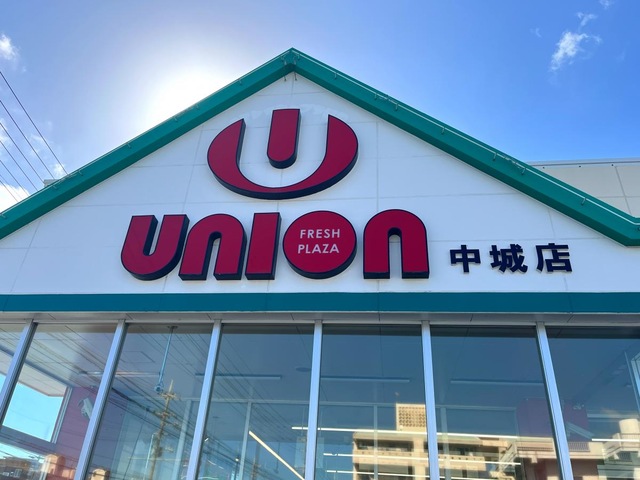 UNION
FRESH
PLAZA
中城店